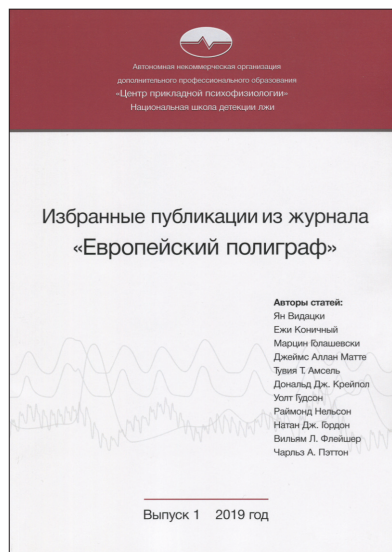 Автономная некоммерческая организация
дополнительного профессионального образования
«Центр прикладной психофизиологии»
Национальная школа детекции лжи
Избранные публикации из журнала
«Европейский полиграф»
Авторы статей:
Ян Видацки
Ежи Коничный
Марцин Голашевски
Джеймс Аллан Матте
Тувия Т. Амсель
Дональд Дж. Крейпол
Уолт Гудсон
Раймонд Нельсон
Натан Дж. Гордон
Вильям Л. Флейшер
Чарльз А. Пэттон
Выпуск 1 2019 год